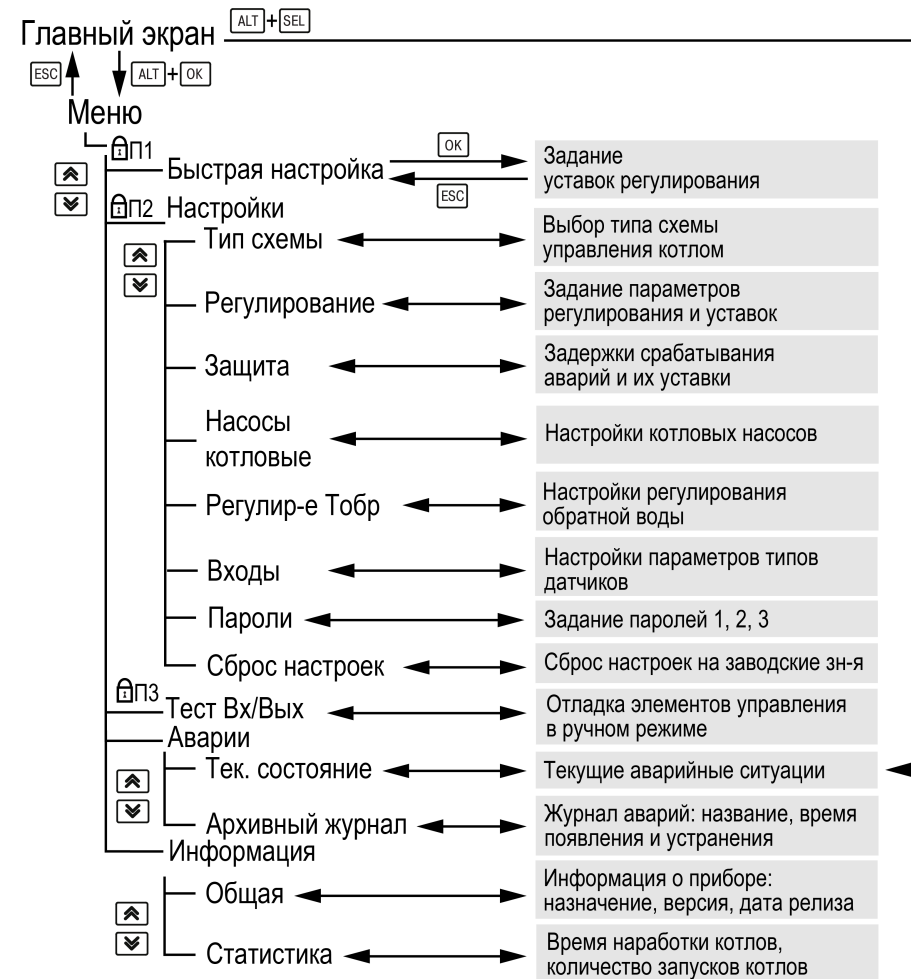 Главный экран ALT+SEL
ESC ALT+OK
Меню
П1
Быстрая настройка OK ESC
Задание
уставок регулирования
П2 Настройки
Тип схемы
Выбор типа схемы
управления котлом
Регулирование
Задание параметров
регулирования и уставок
Защита
Задержки срабатывания
аварий и их уставки
Насосы
котловые
Настройки котловых насосов
Регулир-е Тобр
Настройки регулирования
обратной воды
Входы
Настройки параметров типов
датчиков
Пароли
Задание паролей 1, 2, 3
Сброс настроек
Сброс настроек на заводские зн-я
П3
Тест Вх/Вых
Отладка элементов управления
в ручном режиме
Аварии
Тек. состояние
Текущие аварийные ситуации
Архивный журнал
Журнал аварий: название, время
появления и устранения
Информация
Общая
Информация о приборе:
назначение, версия, дата релиза
Статистика
Время наработки котлов,
количество запусков котлов